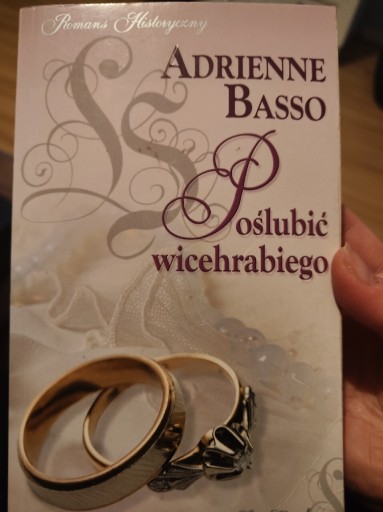 Romans Historyczny
ADRIENNE
BASSO
Poślubić
wicehrabiego